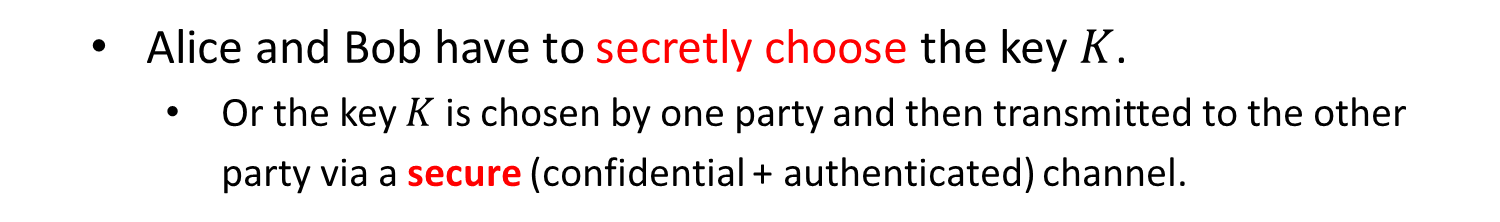 • Alice and Bob have to secretly choose the key K.
• Or the key K is chosen by one party and then transmitted to the other
party via a secure (confidential + authenticated) channel.